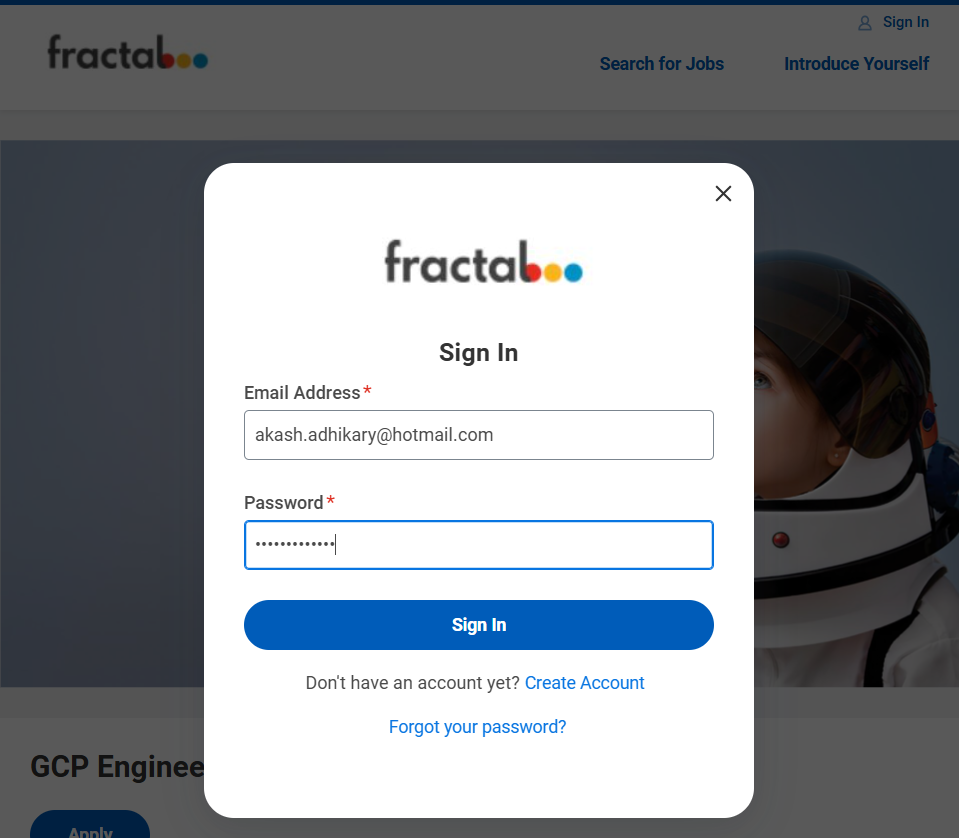 Sign In
fractal
Search for Jobs
Introduce Yourself
fractal
Sign In
Email Address*
akash.adhikary@hotmail.com
Password*
•••••••••••••
Sign In
Don't have an account yet? Create Account
Forgot your password?
GCP Enginee
Apply